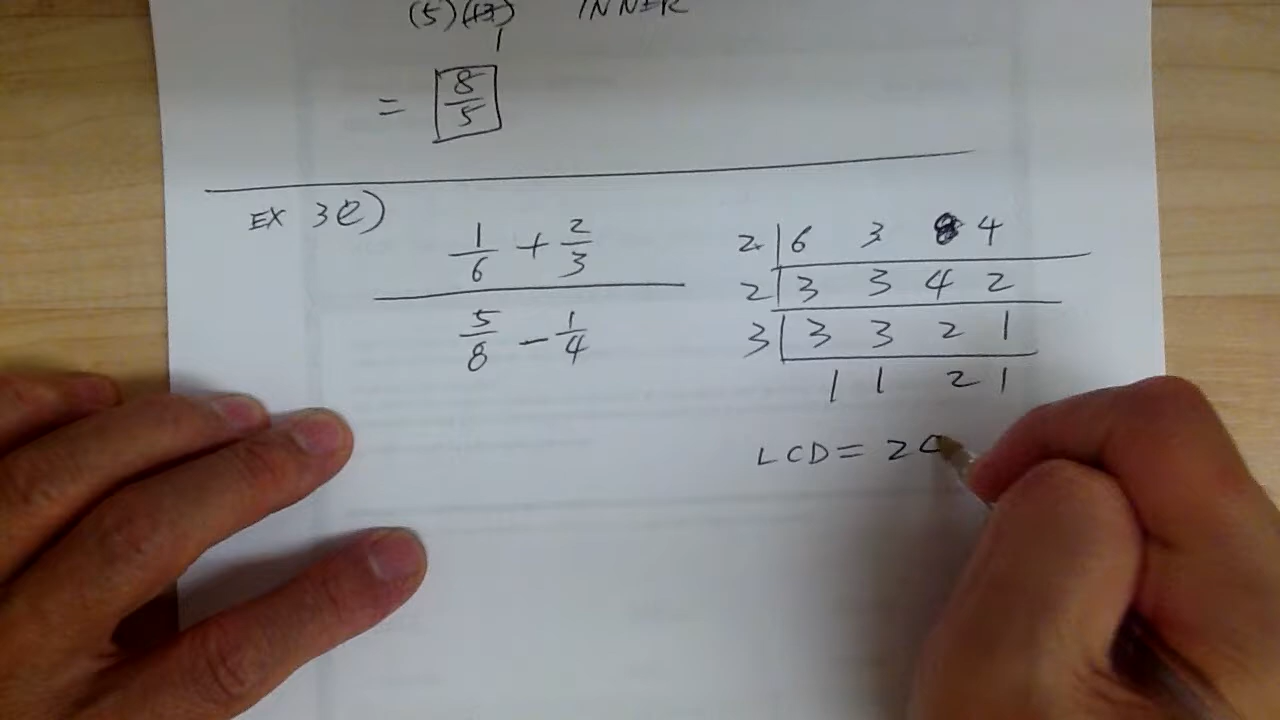 (5)(17) INNER
1
= 8/5
EX 3e)
1/6 + 2/3
5/8 - 1/4
2 | 6 3 8 4
2 | 3 3 4 2
3 | 3 3 2 1
1 1 2 1
LCD = 2